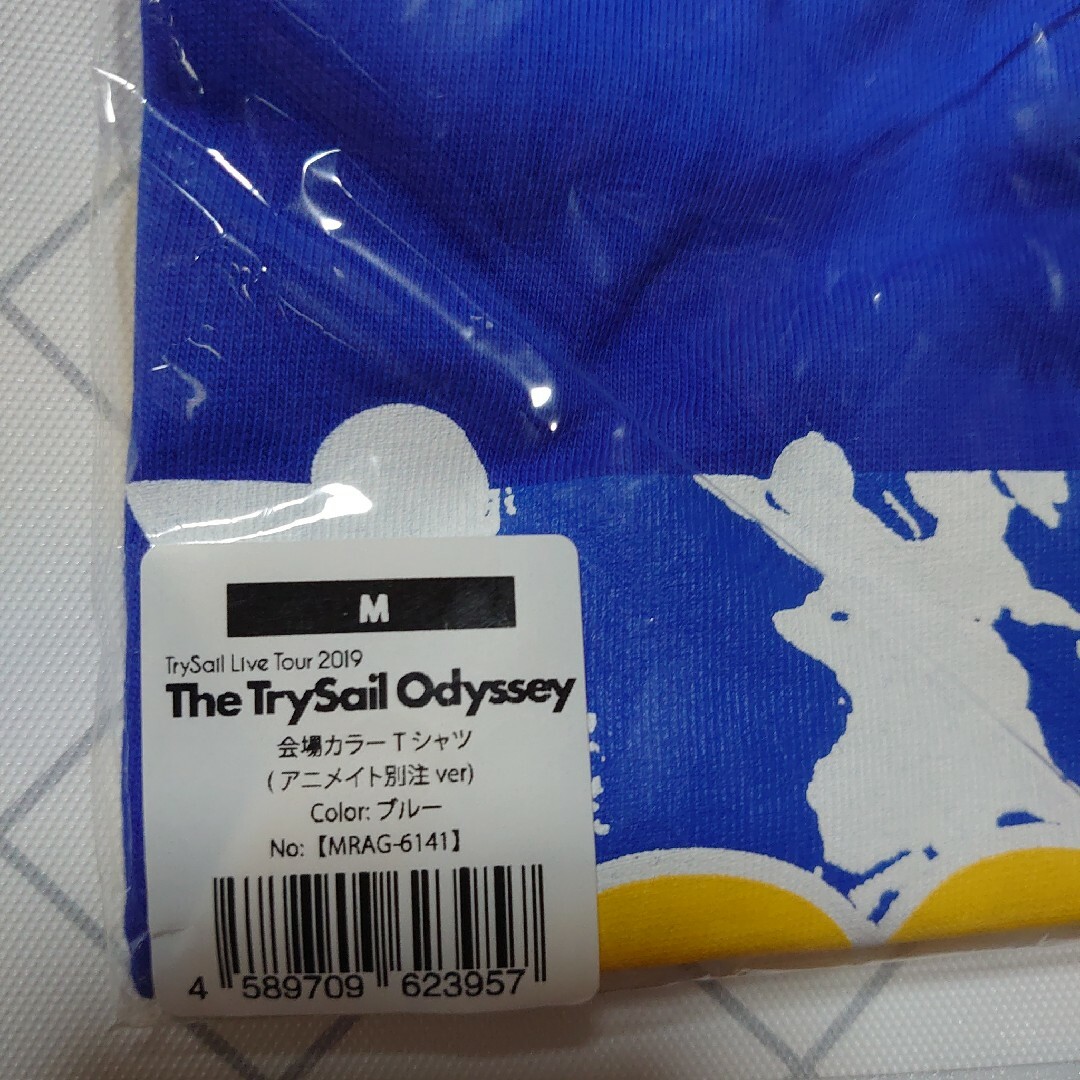 M
TrySail Live Tour 2019
The TrySail Odyssey
会場カラーTシャツ
(アニメイト別注 ver)
Color: ブルー
No:【MRAG-6141】
4 589709 623957